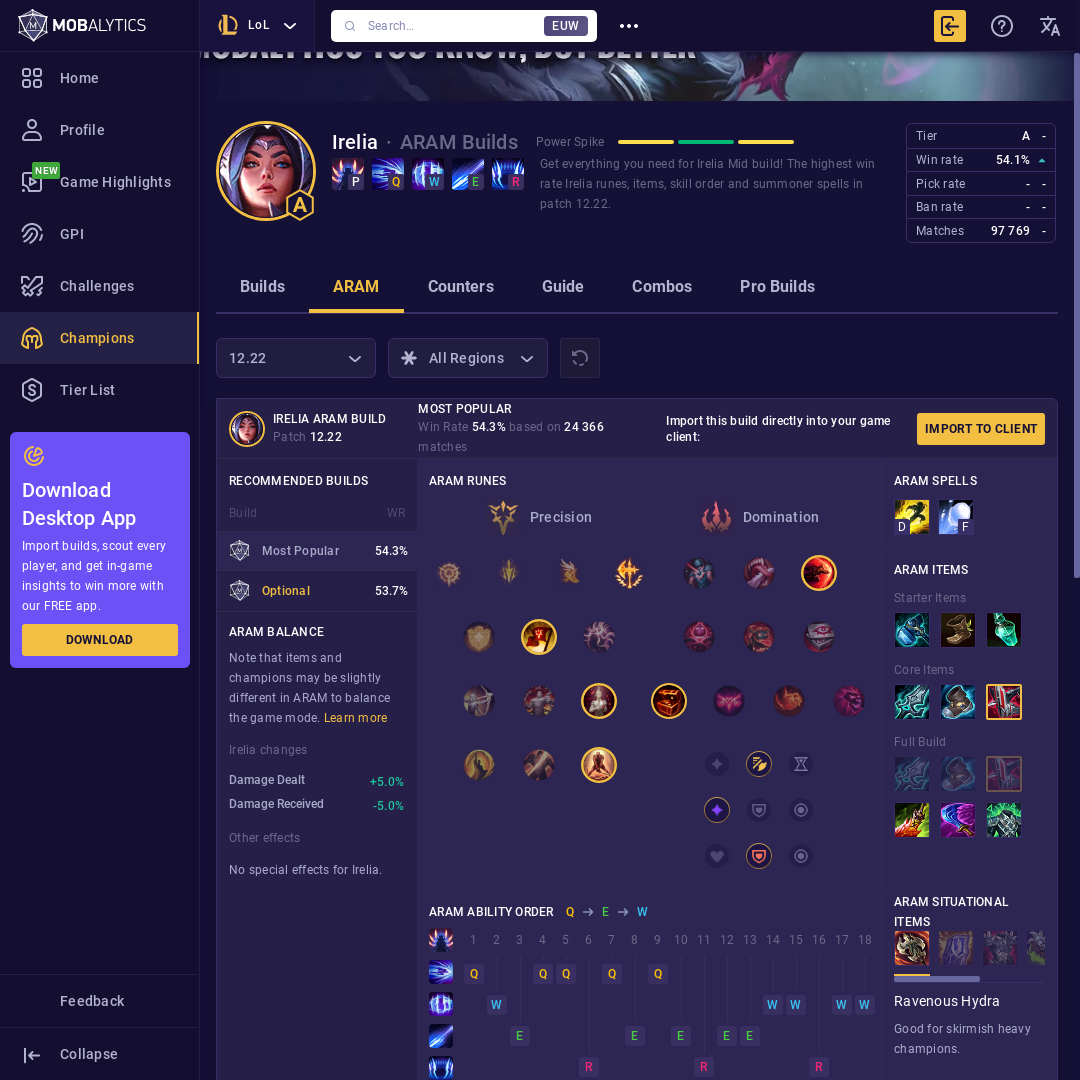 MOBALYTICS
LoL
Search...
EUW
MOBALYTICS YOU KNOW, BUT BETTER
Home
Profile
NEW
Game Highlights
GPI
Challenges
Champions
Tier List
Download
Desktop App
Import builds, scout every
player, and get in-game
insights to win more with
our FREE app.
DOWNLOAD
Feedback
Collapse
A
Irelia · ARAM Builds
P
Q
W
E
R
Power Spike
Get everything you need for Irelia Mid build! The highest win
rate Irelia runes, items, skill order and summoner spells in
patch 12.22.
Tier A -
Win rate 54.1%
Pick rate - -
Ban rate - -
Matches 97 769 -
Builds
ARAM
Counters
Guide
Combos
Pro Builds
12.22
All Regions
IRELIA ARAM BUILD
Patch 12.22
MOST POPULAR
Win Rate 54.3% based on 24 366
matches
Import this build directly into your game
client:
IMPORT TO CLIENT
RECOMMENDED BUILDS
Build WR
Most Popular 54.3%
Optional 53.7%
ARAM BALANCE
Note that items and
champions may be slightly
different in ARAM to balance
the game mode. Learn more
Irelia changes
Damage Dealt +5.0%
Damage Received -5.0%
Other effects
No special effects for Irelia.
ARAM RUNES
Precision
Domination
ARAM SPELLS
D
F
ARAM ITEMS
Starter Items
Core Items
Full Build
ARAM ABILITY ORDER Q → E → W
1 2 3 4 5 6 7 8 9 10 11 12 13 14 15 16 17 18
Q Q Q Q Q
W W W W W
E E E E E
R R R
ARAM SITUATIONAL
ITEMS
Ravenous Hydra
Good for skirmish heavy
champions.